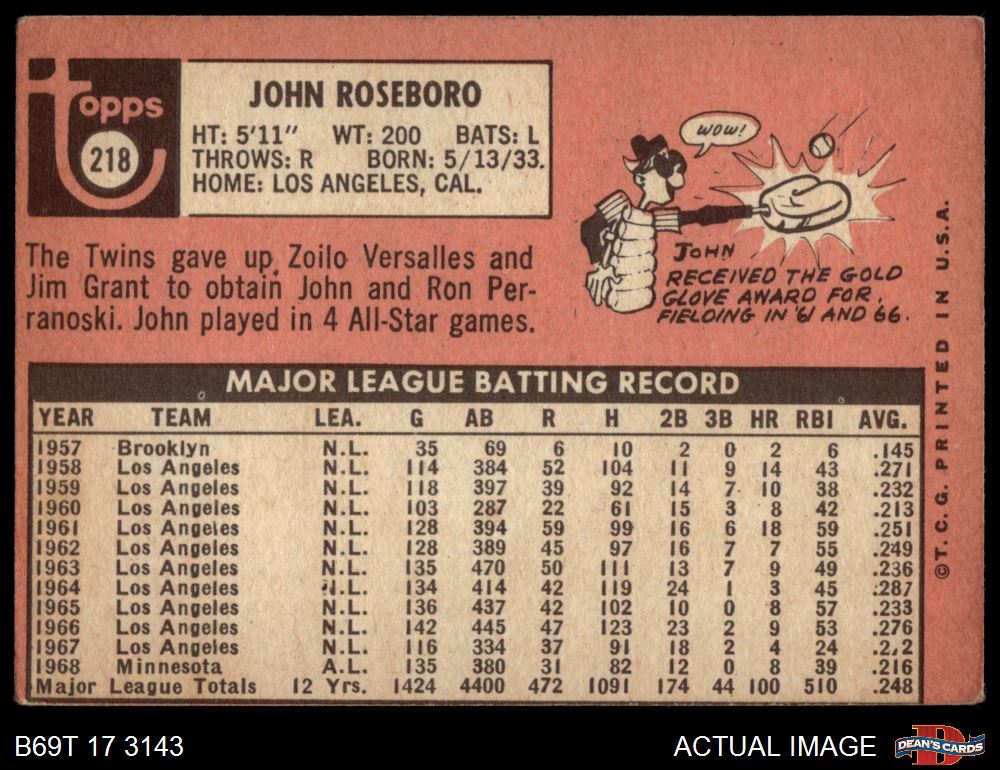 Topps
218
JOHN ROSEBORO
HT: 5'11" WT: 200 BATS: L
THROWS: R BORN: 5/13/33.
HOME: LOS ANGELES, CAL.
WOW!
The Twins gave up Zoilo Versalles and
Jim Grant to obtain John and Ron Per-
ranoski. John played in 4 All-Star games.
JOHN
RECEIVED THE GOLD
GLOVE AWARD FOR
FIELDING IN '61 AND '66.
MAJOR LEAGUE BATTING RECORD
YEAR TEAM LEA. G AB R H 2B 3B HR RBI AVG.
1957 Brooklyn N.L. 35 69 6 10 2 0 2 6 .145
1958 Los Angeles N.L. 114 384 52 104 11 9 14 43 .271
1959 Los Angeles N.L. 118 397 39 92 14 7 10 38 .232
1960 Los Angeles N.L. 103 287 22 61 15 3 8 42 .213
1961 Los Angeles N.L. 128 394 59 99 16 6 18 59 .251
1962 Los Angeles N.L. 128 389 45 97 16 7 7 55 .249
1963 Los Angeles N.L. 135 470 50 111 13 7 9 49 .236
1964 Los Angeles N.L. 134 414 42 119 24 1 3 45 .287
1965 Los Angeles N.L. 136 437 42 102 10 0 8 57 .233
1966 Los Angeles N.L. 142 445 47 123 23 2 9 53 .276
1967 Los Angeles N.L. 116 334 37 91 18 2 4 24
1968 Minnesota A.L. 135 380 31 82 12 0 8 39 .216
Major League Totals 12 Yrs. 1424 4400 472 1091 174 44 100 510 .248
©T. C. G. PRINTED IN U.S.A.
B69T 17 3143
ACTUAL IMAGE
DEAN'S CARDS